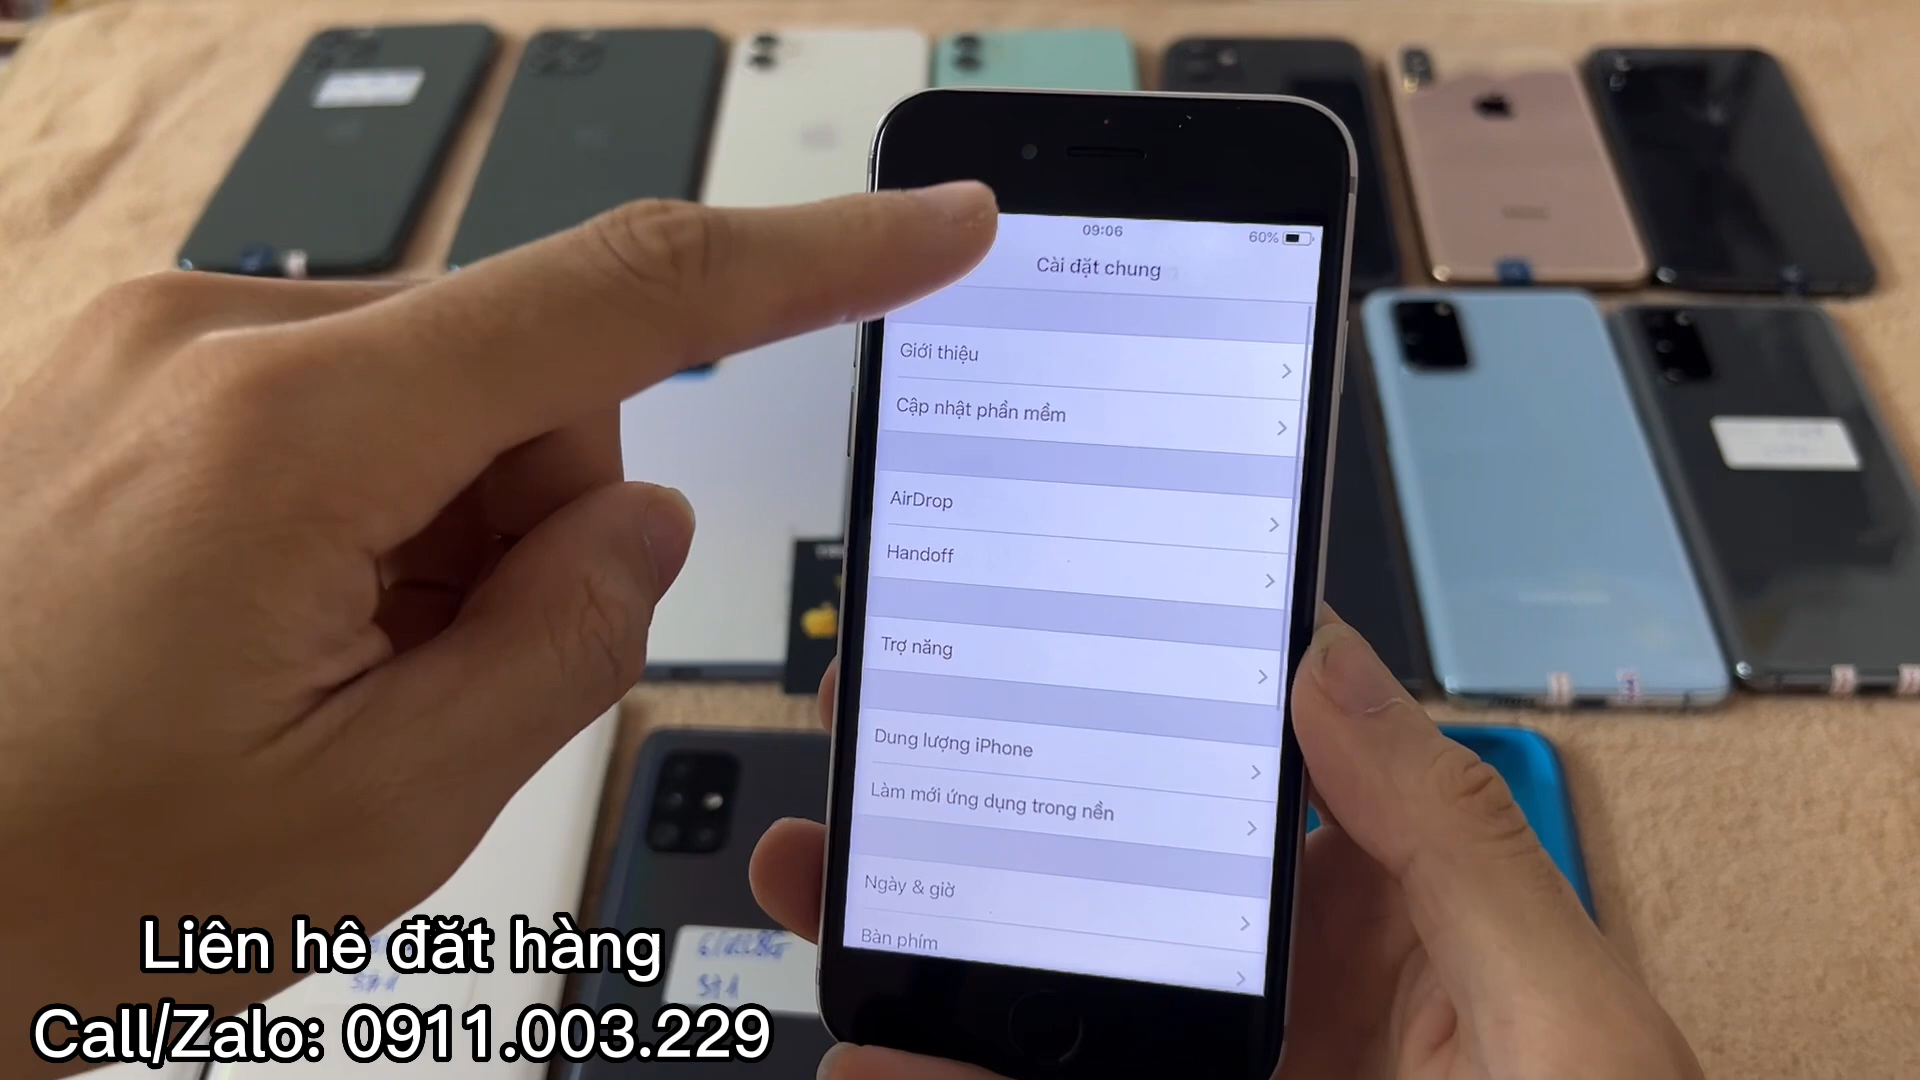 09:06
60%
Cài đặt chung
Giới thiệu
Cập nhật phần mềm
AirDrop
Handoff
Trợ năng
Dung lượng iPhone
Làm mới ứng dụng trong nền
Ngày & giờ
Bàn phím
Liên hê đăt hàng
Call/Zalo: 0911.003.229